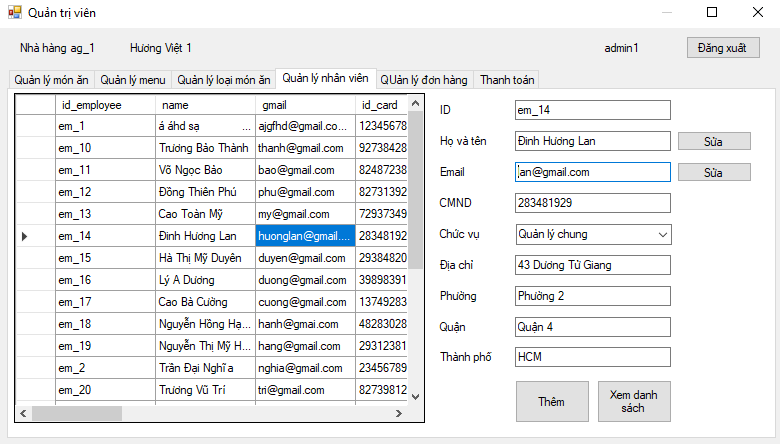 Quản trị viên
Nhà hàng ag_1 Hương Việt 1 admin1 Đăng xuất
Quản lý món ăn Quản lý menu Quản lý loại món ăn Quản lý nhân viên QUản lý đơn hàng Thanh toán
id_employee name gmail id_card
em_1 á áhd sạ ... ajgfhd@gmail.co... 12345678
em_10 Trương Bảo Thành thanh@gmail.com 92738428
em_11 Võ Ngọc Bảo bao@gmail.com 82487238
em_12 Đồng Thiên Phú phu@gmail.com 82731392
em_13 Cao Toàn Mỹ my@gmail.com 72937349
em_14 Đinh Hương Lan huonglan@gmail.... 28348192
em_15 Hà Thị Mỹ Duyên duyen@gmail.com 29384820
em_16 Lý A Dương duong@gmail.com 39898391
em_17 Cao Bà Cường cuong@gmail.com 13749283
em_18 Nguyễn Hồng Hạ... hanh@gmai.com 48283028
em_19 Nguyễn Thị Mỹ H... hang@gmail.com 29312381
em_2 Trần Đại Nghĩa nghia@gmail.com 23456789
em_20 Trương Vũ Trí tri@gmail.com 82739812
ID em_14
Họ và tên Đinh Hương Lan Sửa
Email lan@gmail.com Sửa
CMND 283481929
Chức vụ Quản lý chung
Địa chỉ 43 Dương Tử Giang
Phường Phường 2
Quận Quận 4
Thành phố HCM
Thêm Xem danh
sách